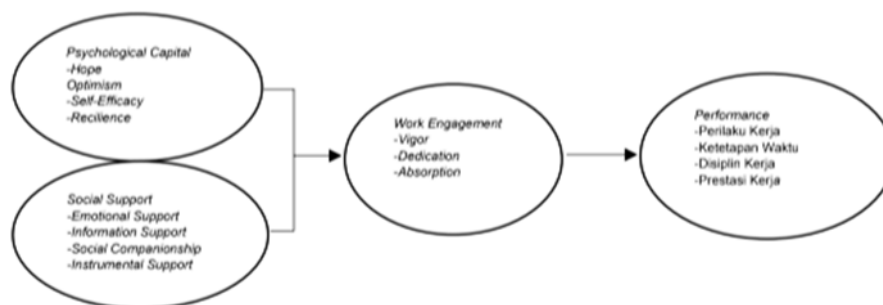 Psychological Capital
-Hope
Optimism
-Self-Efficacy
-Recilience
Social Support
-Emotional Support
-Information Support
-Social Companionship
-Instrumental Support
Work Engagement
-Vigor
-Dedication
-Absorption
Performance
-Perilaku Kerja
-Ketetapan Waktu
-Disiplin Kerja
-Prestasi Kerja